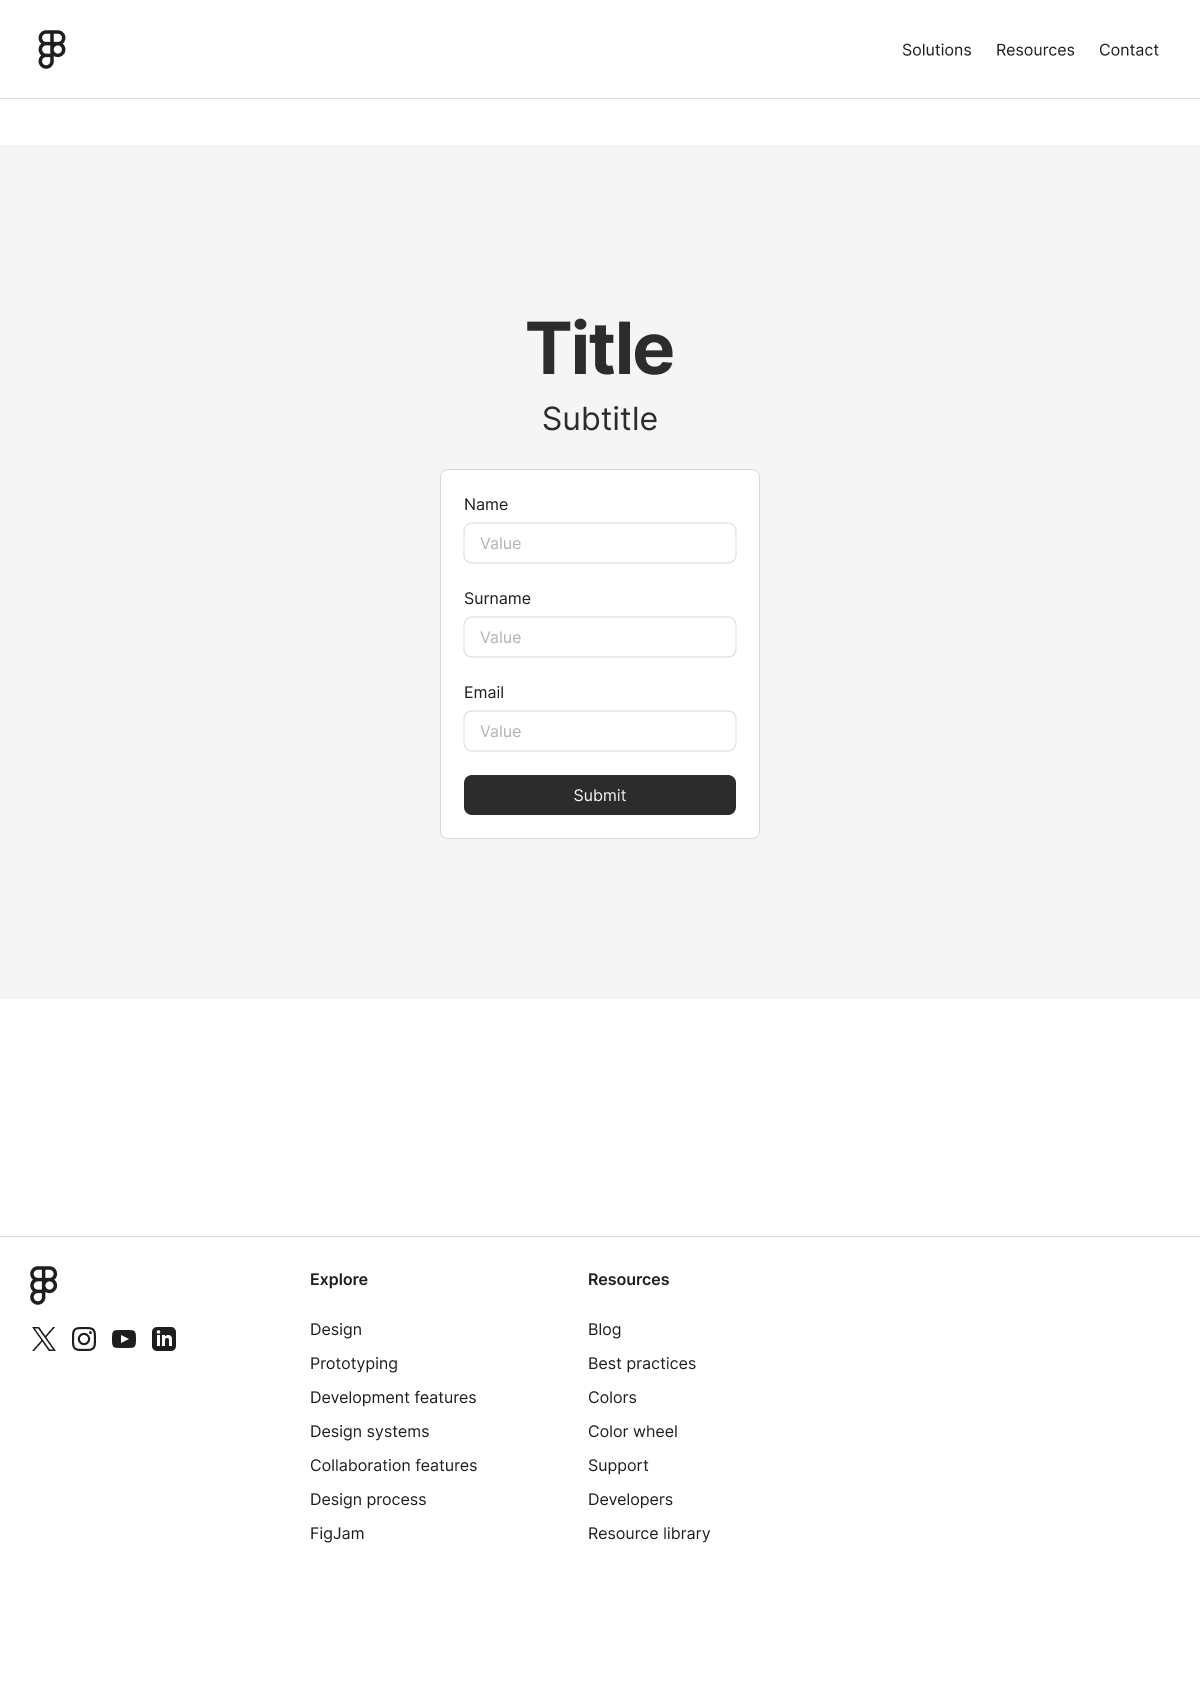 Solutions Resources Contact
Title
Subtitle
Name
Value
Surname
Value
Email
Value
Submit
Explore
Design
Prototyping
Development features
Design systems
Collaboration features
Design process
FigJam
Resources
Blog
Best practices
Colors
Color wheel
Support
Developers
Resource library